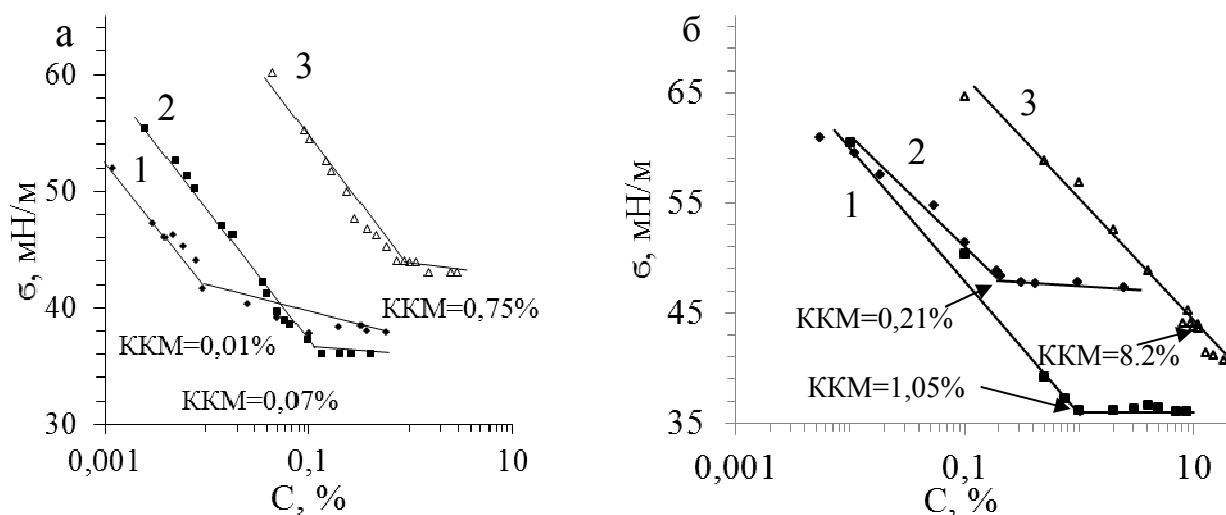 а
60
50
40
30
σ, мН/м
1
2
3
ККМ=0,01%
ККМ=0,07%
ККМ=0,75%
0,001
0,1
10
С, %
б
65
55
45
35
σ, мН/м
1
2
3
ККМ=0,21%
ККМ=8.2%
ККМ=1,05%
0,001
0,1
10
С, %